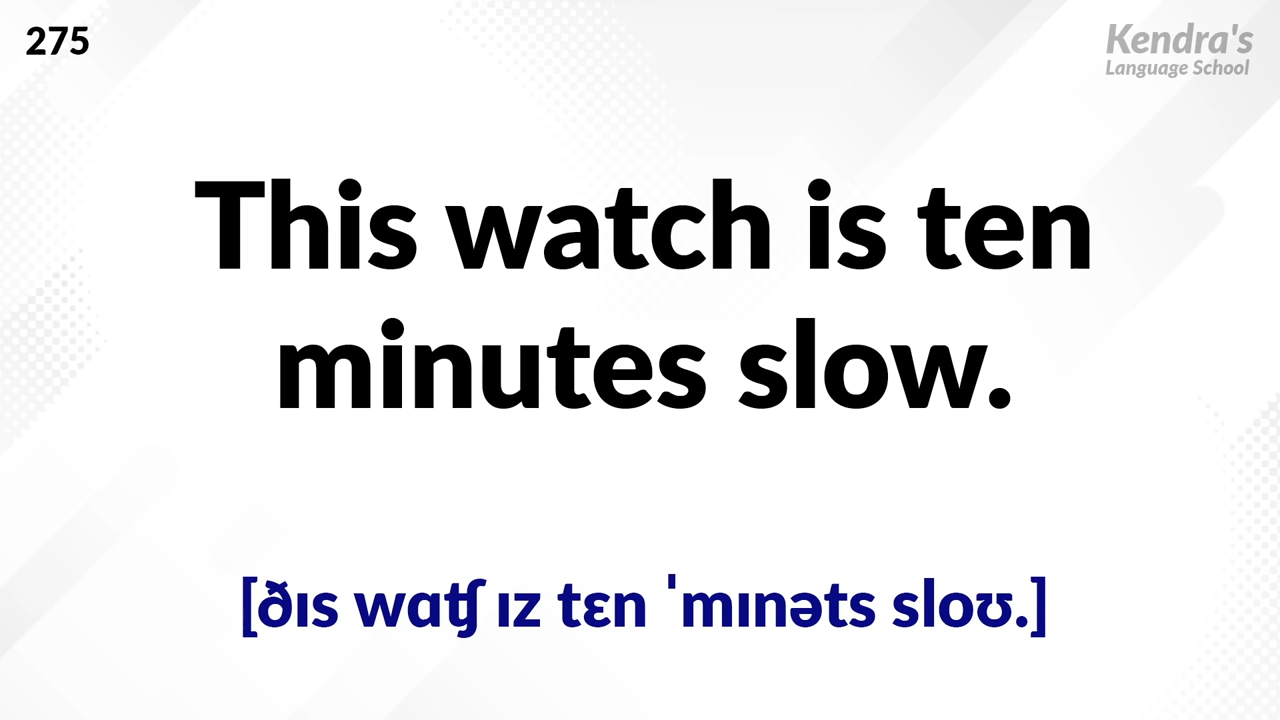 275
Kendra's
Language School
This watch is ten
minutes slow.
[ðɪs wɑʧ ɪz tɛn ˈmɪnəts sloʊ.]